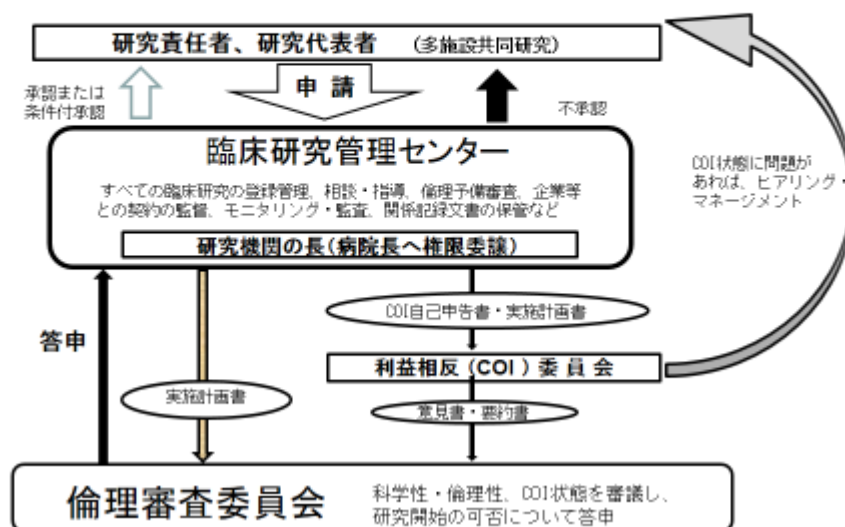 研究責任者、研究代表者 (多施設共同研究)
承認または
条件付承認
申請
不承認
臨床研究管理センター
すべての臨床研究の登録管理、相談・指導、倫理予備審査、企業等
との契約の監督、モニタリング・監査、関係記録文書の保管など
研究機関の長(病院長へ権限委譲)
COI状態に問題が
あれば、ヒアリング・
マネージメント
COI自己申告書・実施計画書
答申
利益相反(COI)委員会
実施計画書
意見書・要約書
倫理審査委員会
科学性・倫理性、COI状態を審議し、
研究開始の可否について答申